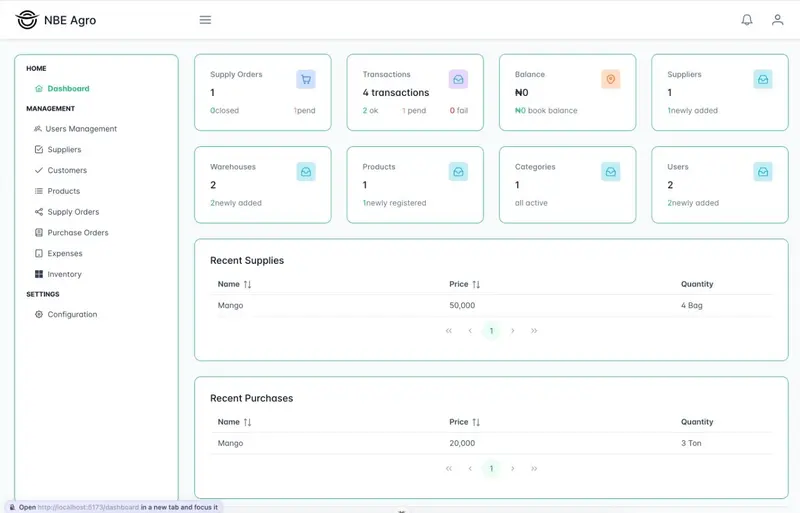 NBE Agro
HOME
Dashboard
MANAGEMENT
Users Management
Suppliers
Customers
Products
Supply Orders
Purchase Orders
Expenses
Inventory
SETTINGS
Configuration
Supply Orders
1
0closed 1pend
Transactions
4 transactions
2 ok 1 pend 0 fail
Balance
₦0
₦0 book balance
Suppliers
1
1newly added
Warehouses
2
2newly added
Products
1
1newly registered
Categories
1
all active
Users
2
2newly added
Recent Supplies
Name Price Quantity
Mango 50,000 4 Bag
« ‹ 1 › »
Recent Purchases
Name Price Quantity
Mango 20,000 3 Ton
« ‹ 1 › »
Open http://localhost:5173/dashboard in a new tab and focus it